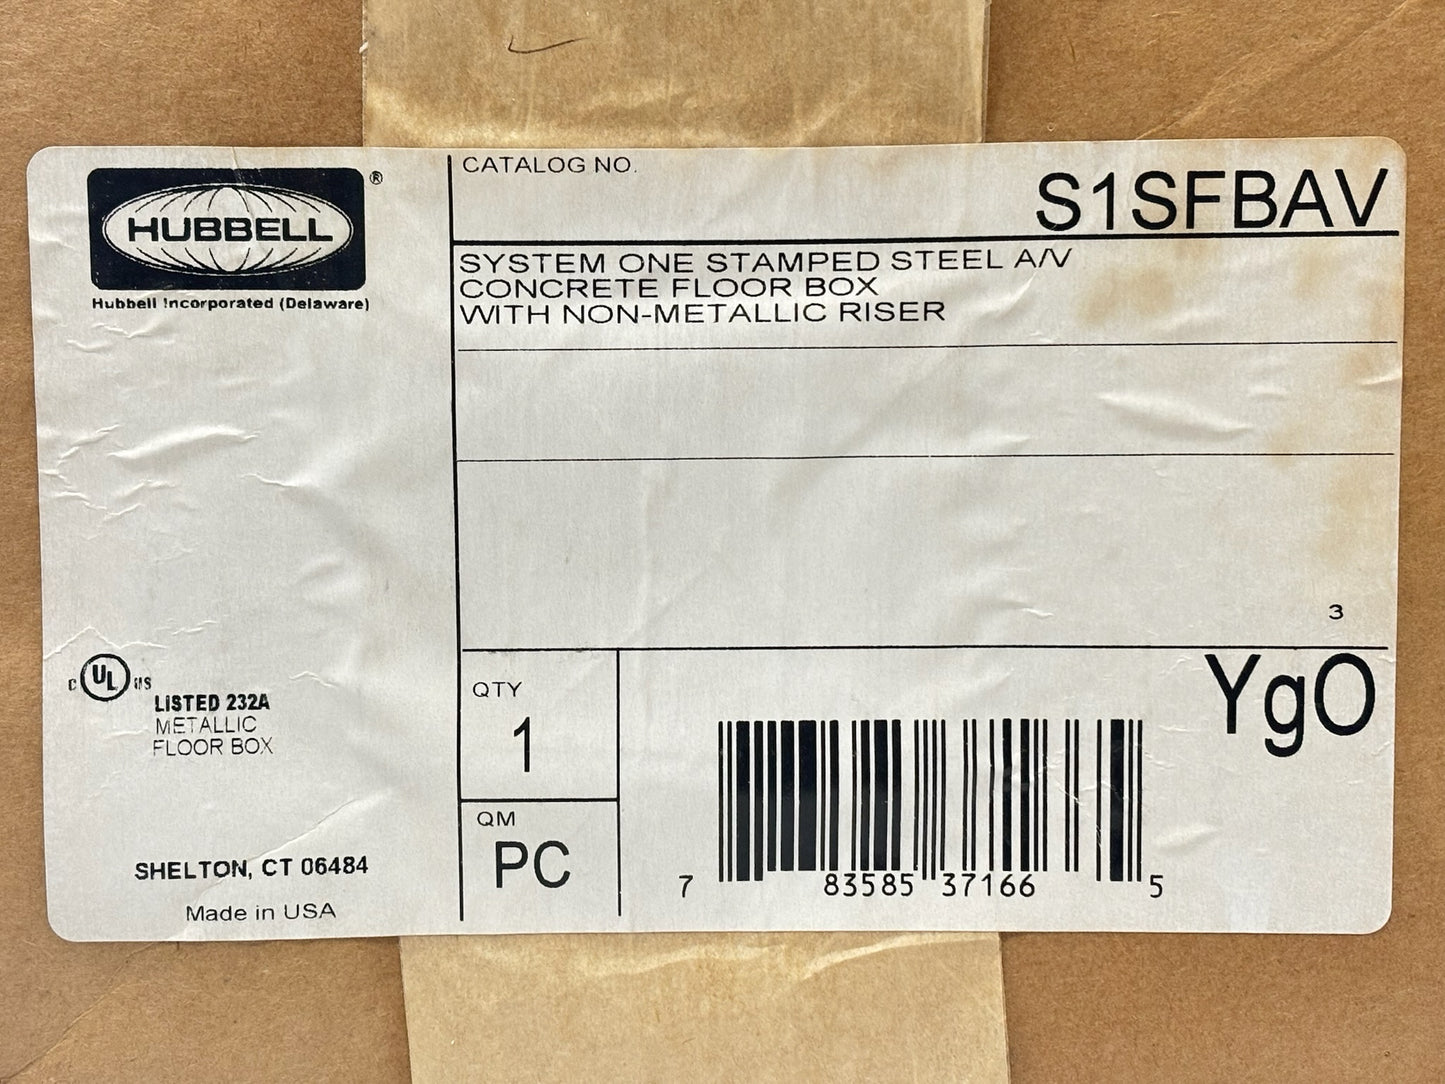 HUBBELL®
Hubbell Incorporated (Delaware)
CATALOG NO.
S1SFBAV
SYSTEM ONE STAMPED STEEL A/V
CONCRETE FLOOR BOX
WITH NON-METALLIC RISER
3
C UL US
LISTED 232A
METALLIC
FLOOR BOX
SHELTON, CT 06484
Made in USA
QTY
1
QM
PC
YgO
7 83585 37166 5